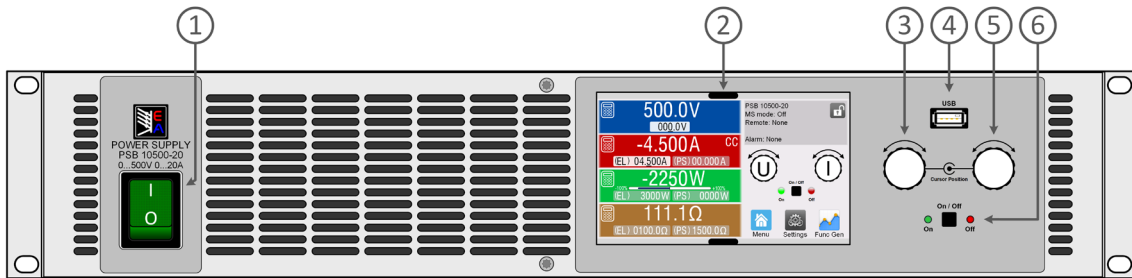 1
2
3
4
5
6
EA
POWER SUPPLY
PSB 10500-20
0...500V 0...20A
I
O
500.0V
000.0V
-4.500A CC
(EL) 04.500A (PS) 00.000A
-2250W
100% +100%
(EL) 3000W (PS) 0000W
111.1Ω
(EL) 0100.0Ω (PS) 1500.0Ω
PSB 10500-20
MS mode: Off
Remote: None
Alarm: None
U
I
On / Off
On
Off
Menu
Settings
Func Gen
USB
Cursor Position
On / Off
On
Off